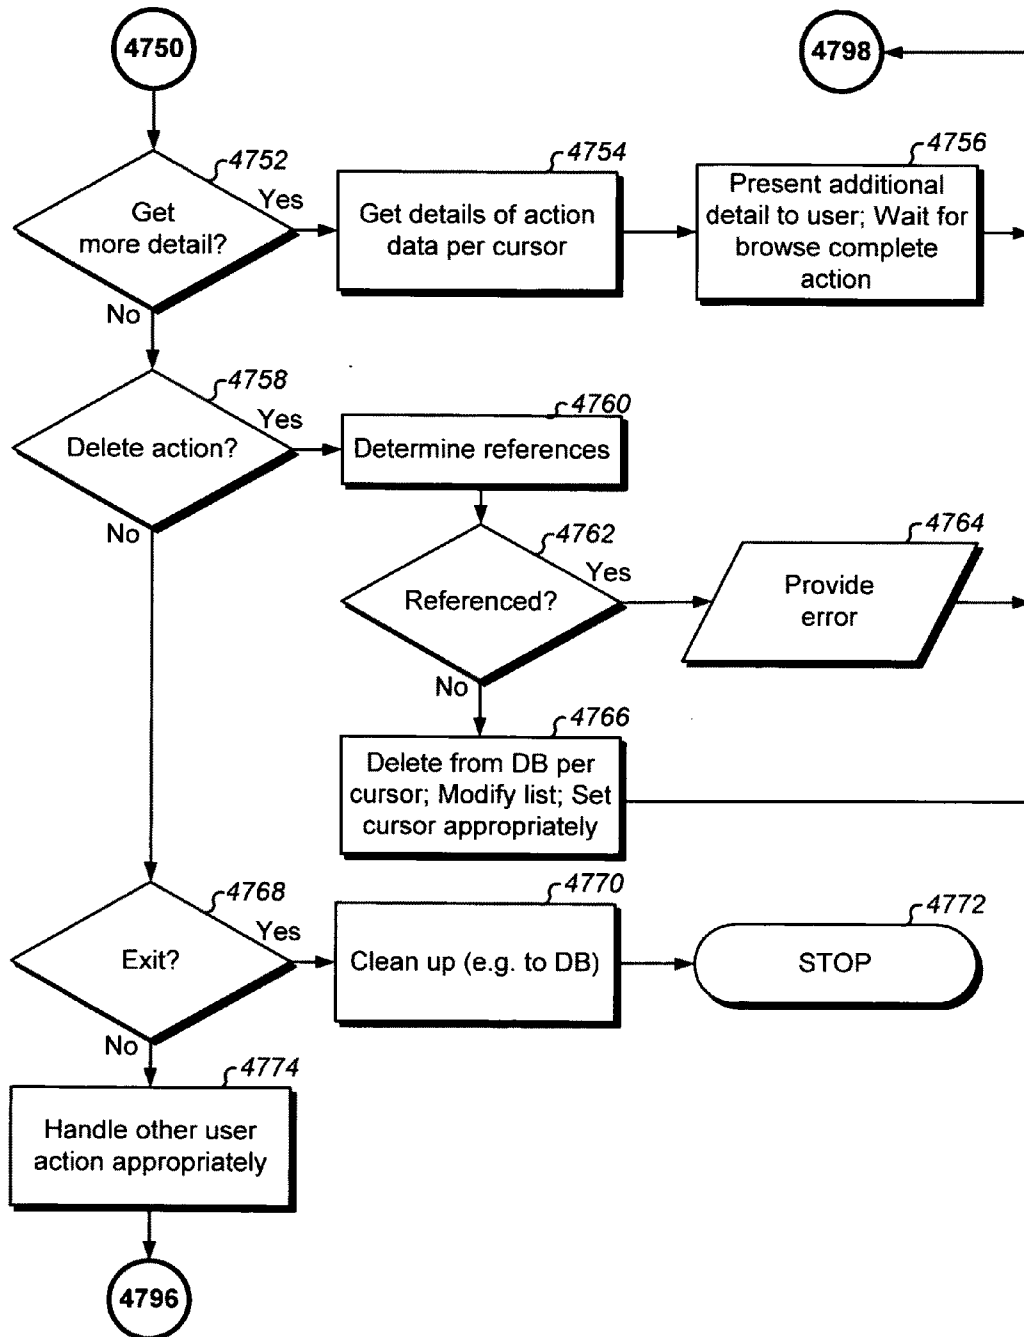 4750
4798
4752
Yes
Get
more detail?
No
4754
Get details of action
data per cursor
4756
Present additional
detail to user; Wait for
browse complete
action
4758
Yes
Delete action?
No
4760
Determine references
4762
Yes
Referenced?
No
4764
Provide
error
4766
Delete from DB per
cursor; Modify list; Set
cursor appropriately
4768
Yes
Exit?
No
4770
Clean up (e.g. to DB)
4772
STOP
4774
Handle other user
action appropriately
4796